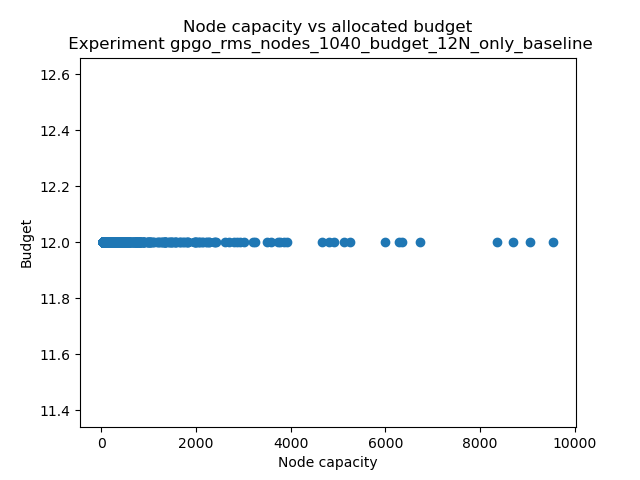 Node capacity vs allocated budget
Experiment gpgo_rms_nodes_1040_budget_12N_only_baseline
12.6
12.4
12.2
12.0
11.8
11.6
11.4
Budget
0 2000 4000 6000 8000 10000
Node capacity